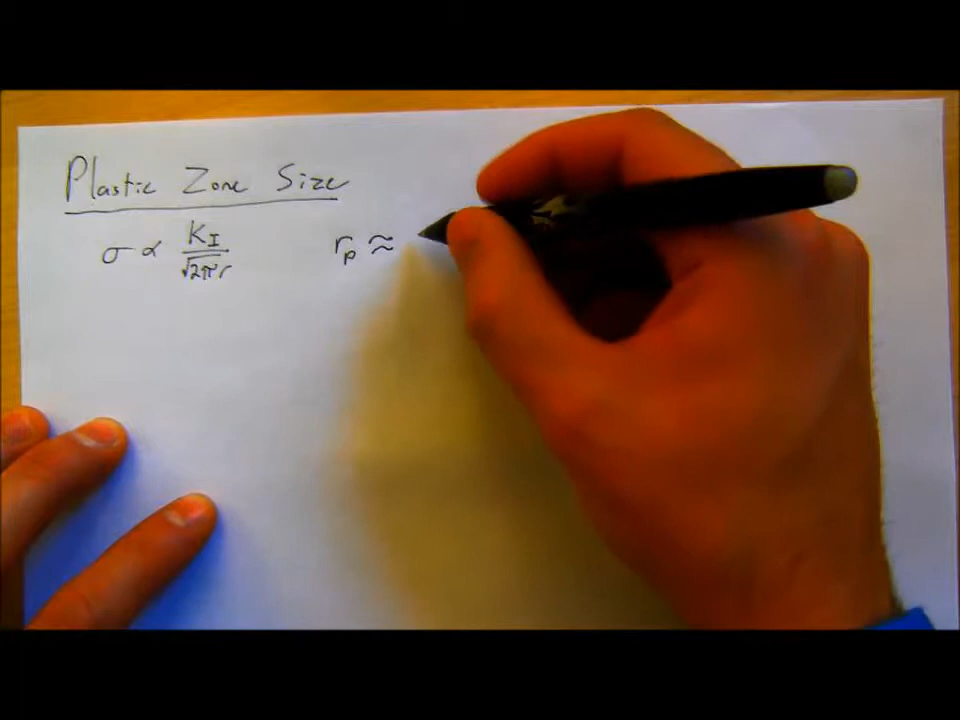 Plastic Zone Size
σ ∝ K_I / √2πr    r_p ≈